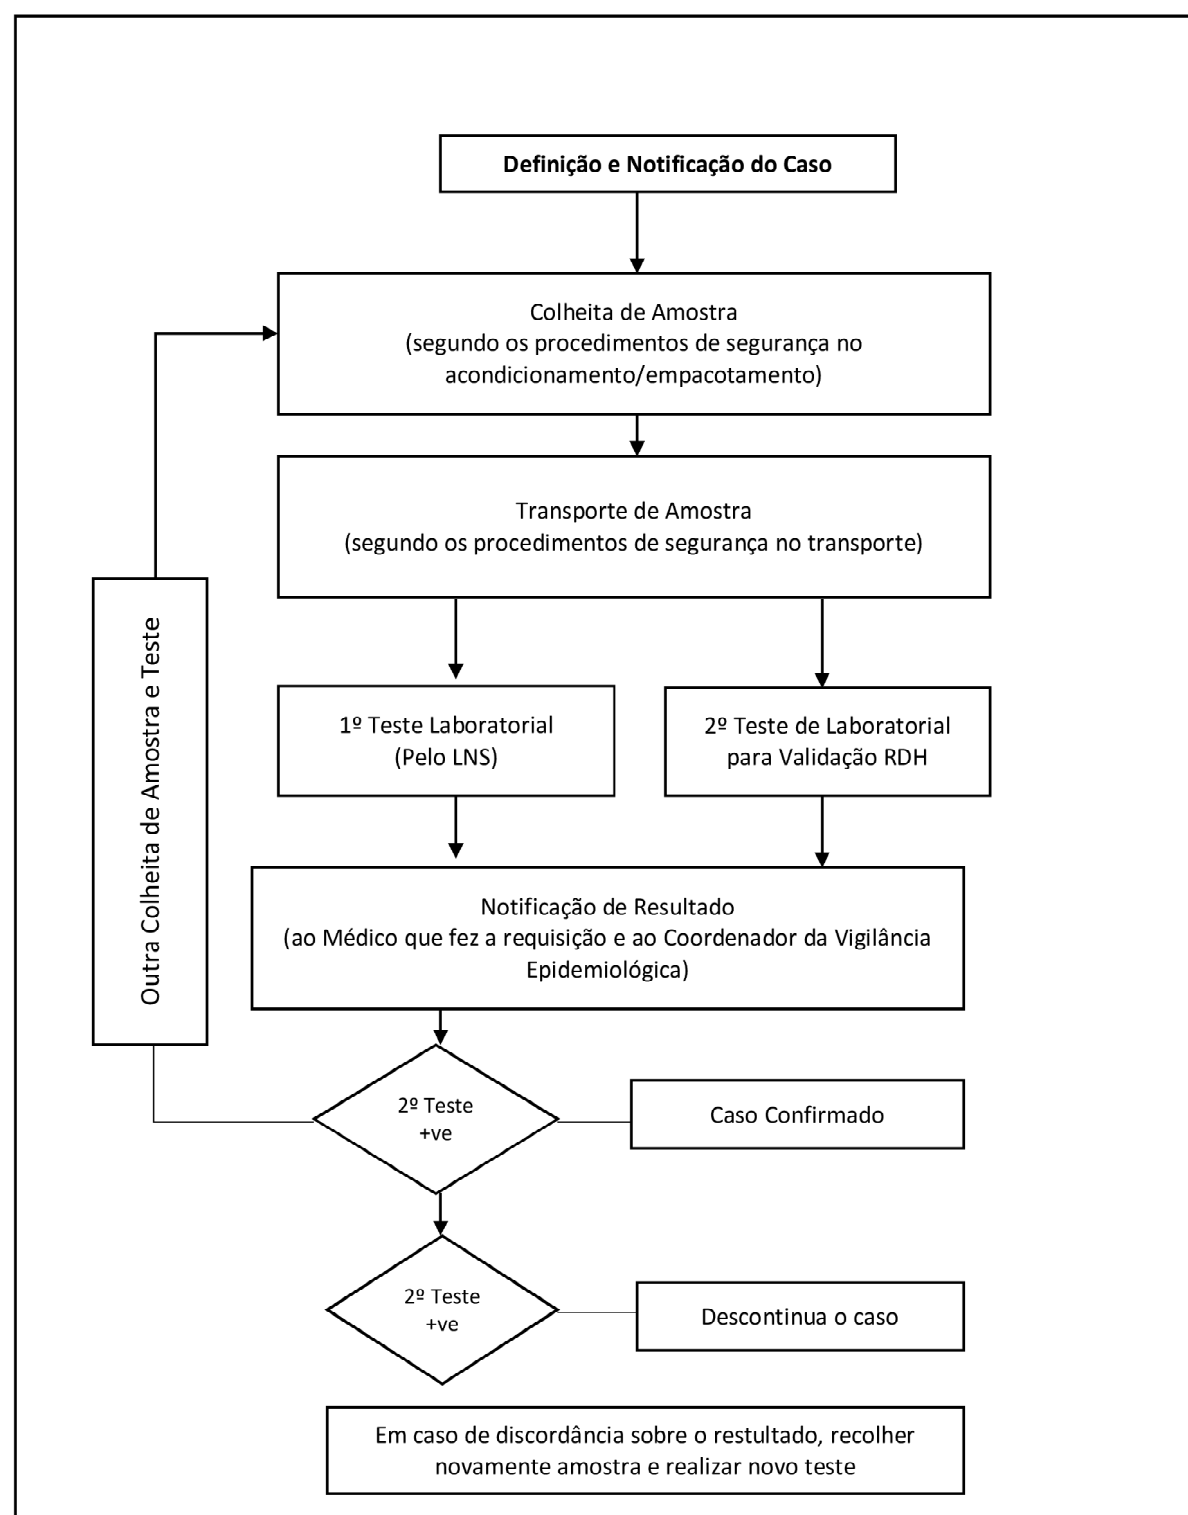 Definição e Notificação do Caso
Colheita de Amostra
(segundo os procedimentos de segurança no
acondicionamento/empacotamento)
Transporte de Amostra
(segundo os procedimentos de segurança no transporte)
Outra Colheita de Amostra e Teste
1º Teste Laboratorial
(Pelo LNS)
2º Teste de Laboratorial
para Validação RDH
Notificação de Resultado
(ao Médico que fez a requisição e ao Coordenador da Vigilância
Epidemiológica)
2º Teste
+ve
Caso Confirmado
2º Teste
+ve
Descontinua o caso
Em caso de discordância sobre o restultado, recolher
novamente amostra e realizar novo teste